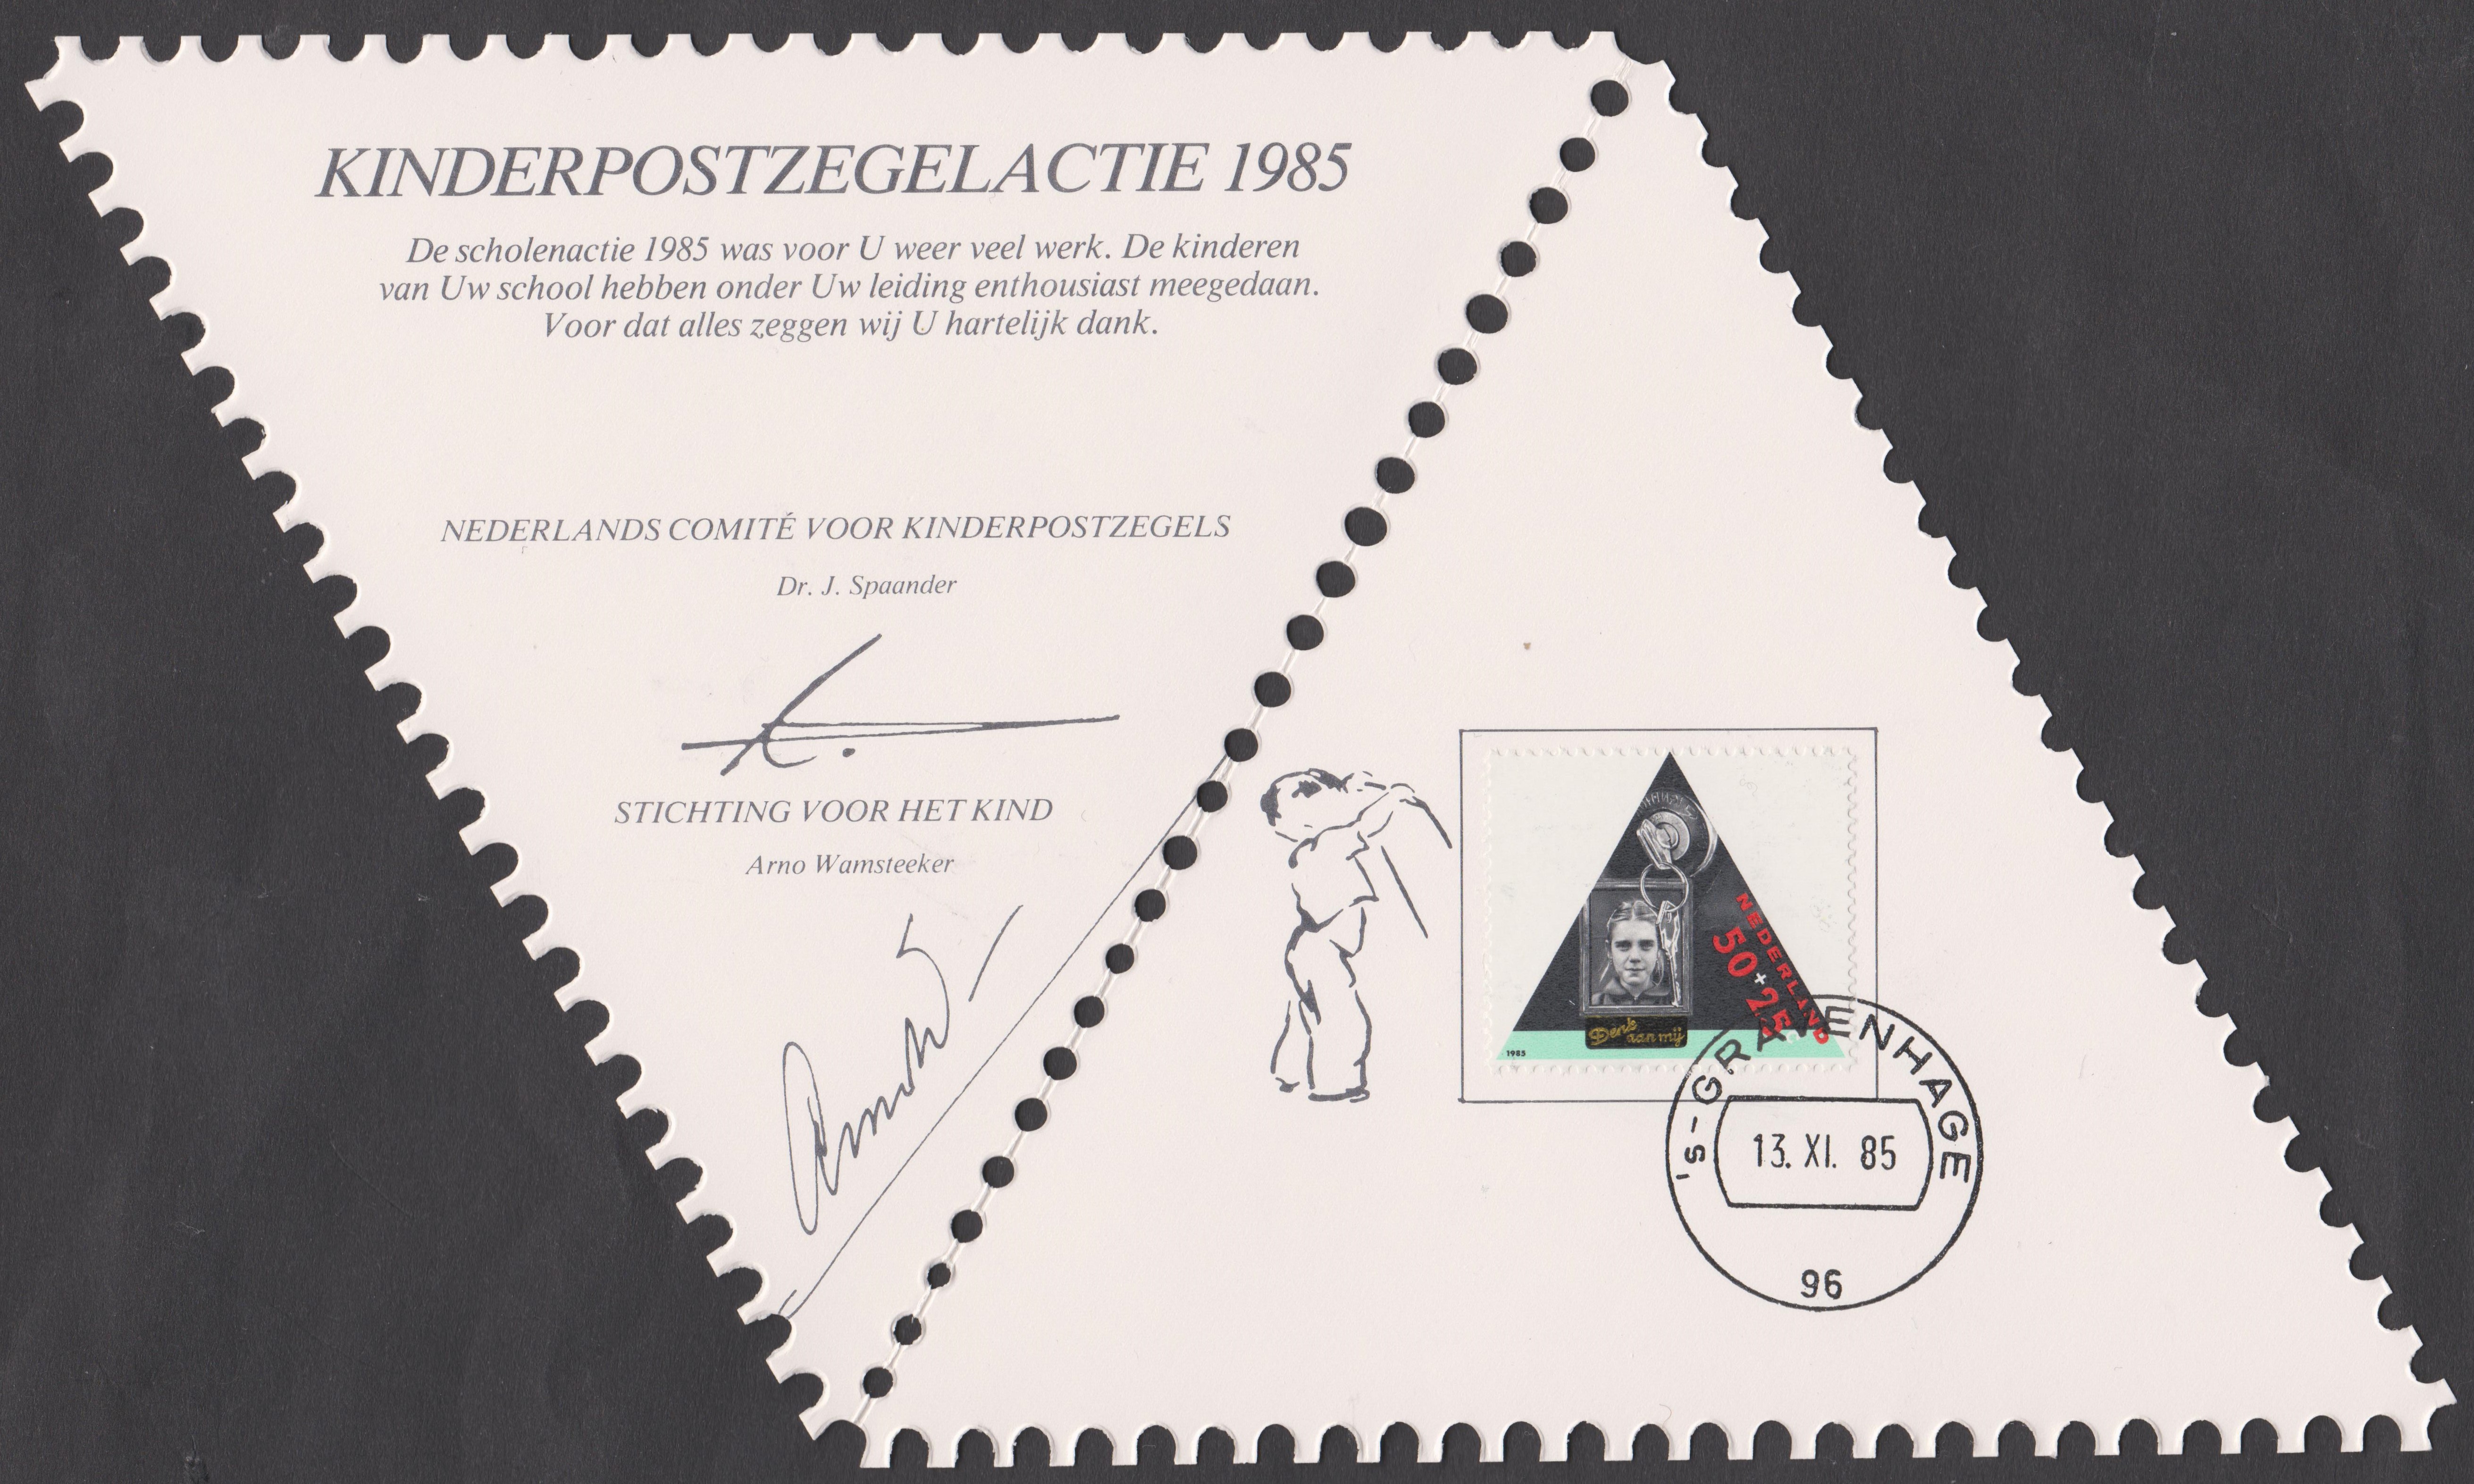 KINDERPOSTZEGELACTIE 1985
De scholenactie 1985 was voor U weer veel werk. De kinderen
van Uw school hebben onder Uw leiding enthousiast meegedaan.
Voor dat alles zeggen wij U hartelijk dank.
NEDERLANDS COMITÉ VOOR KINDERPOSTZEGELS
Dr. J. Spaander
STICHTING VOOR HET KIND
Arno Wamsteeker
NEDERLAND
50+25
Denk
aan mij
1985
's-GRAVENHAGE
13. XI. 85
96